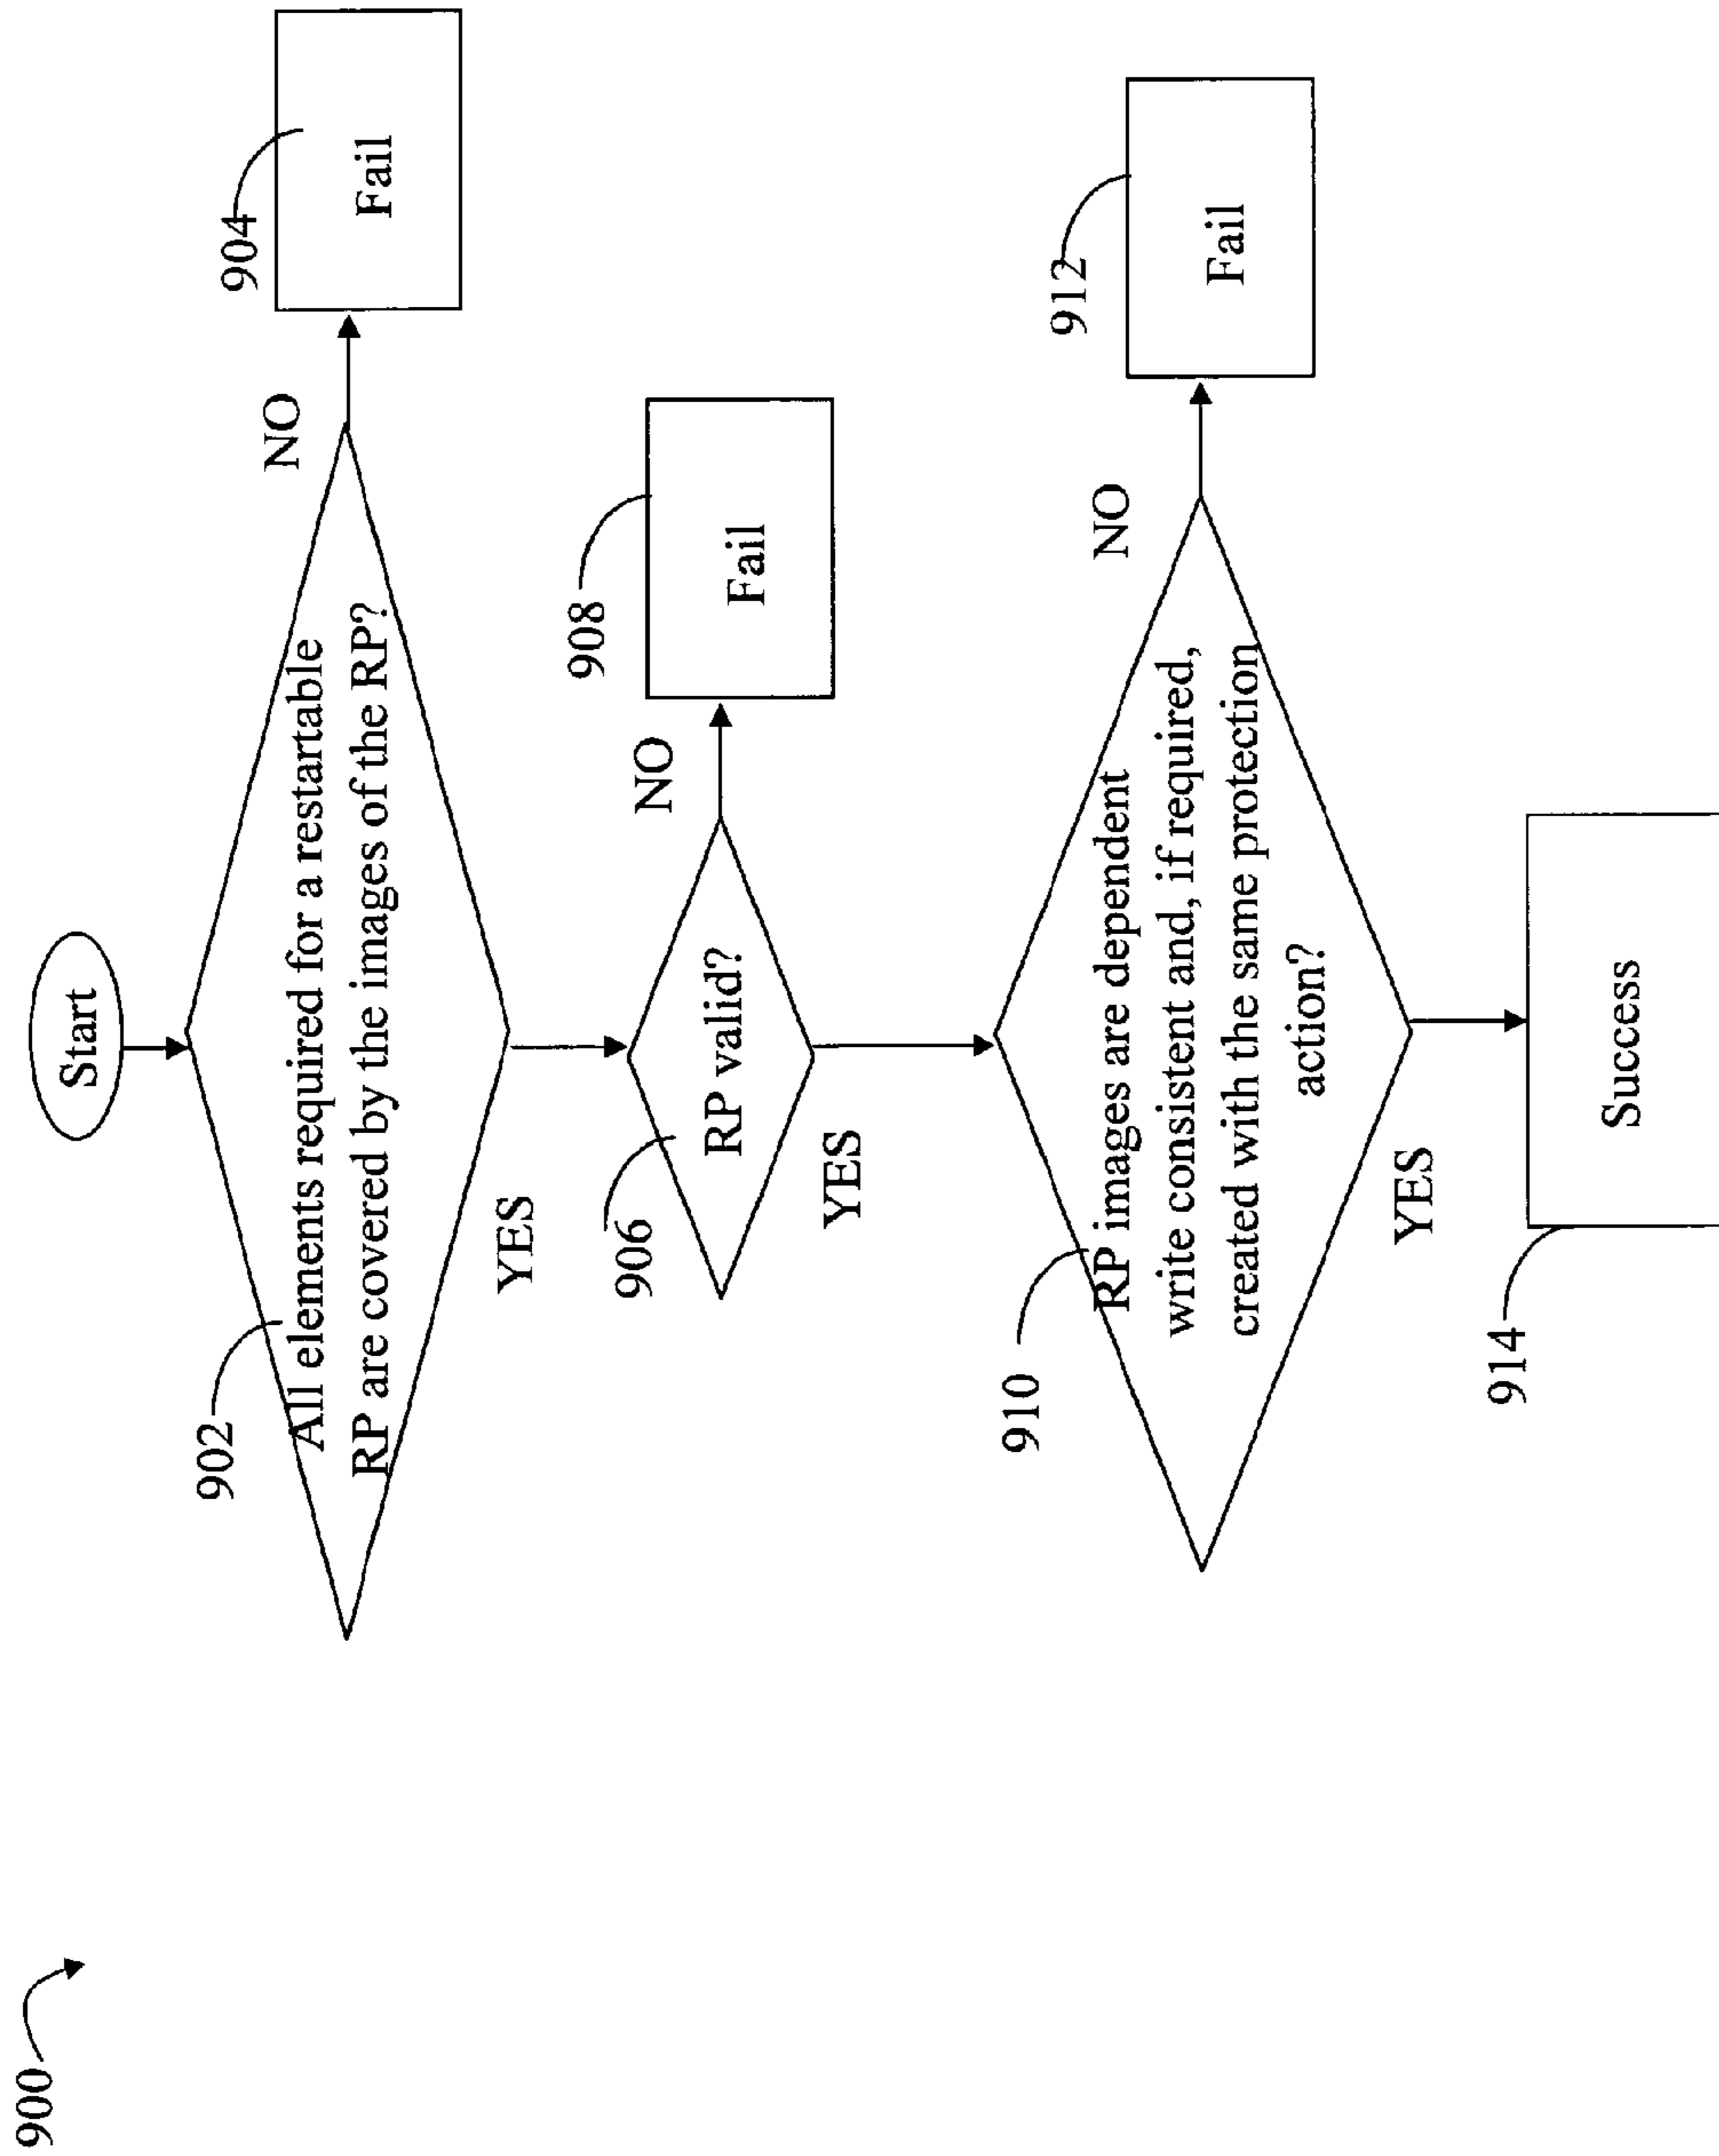 900
Start
902
All elements required for a restartable
RP are covered by the images of the RP?
NO
904
Fail
YES
906
RP valid?
NO
908
Fail
YES
910
RP images are dependent
write consistent and, if required,
created with the same protection
action?
NO
912
Fail
YES
914
Success